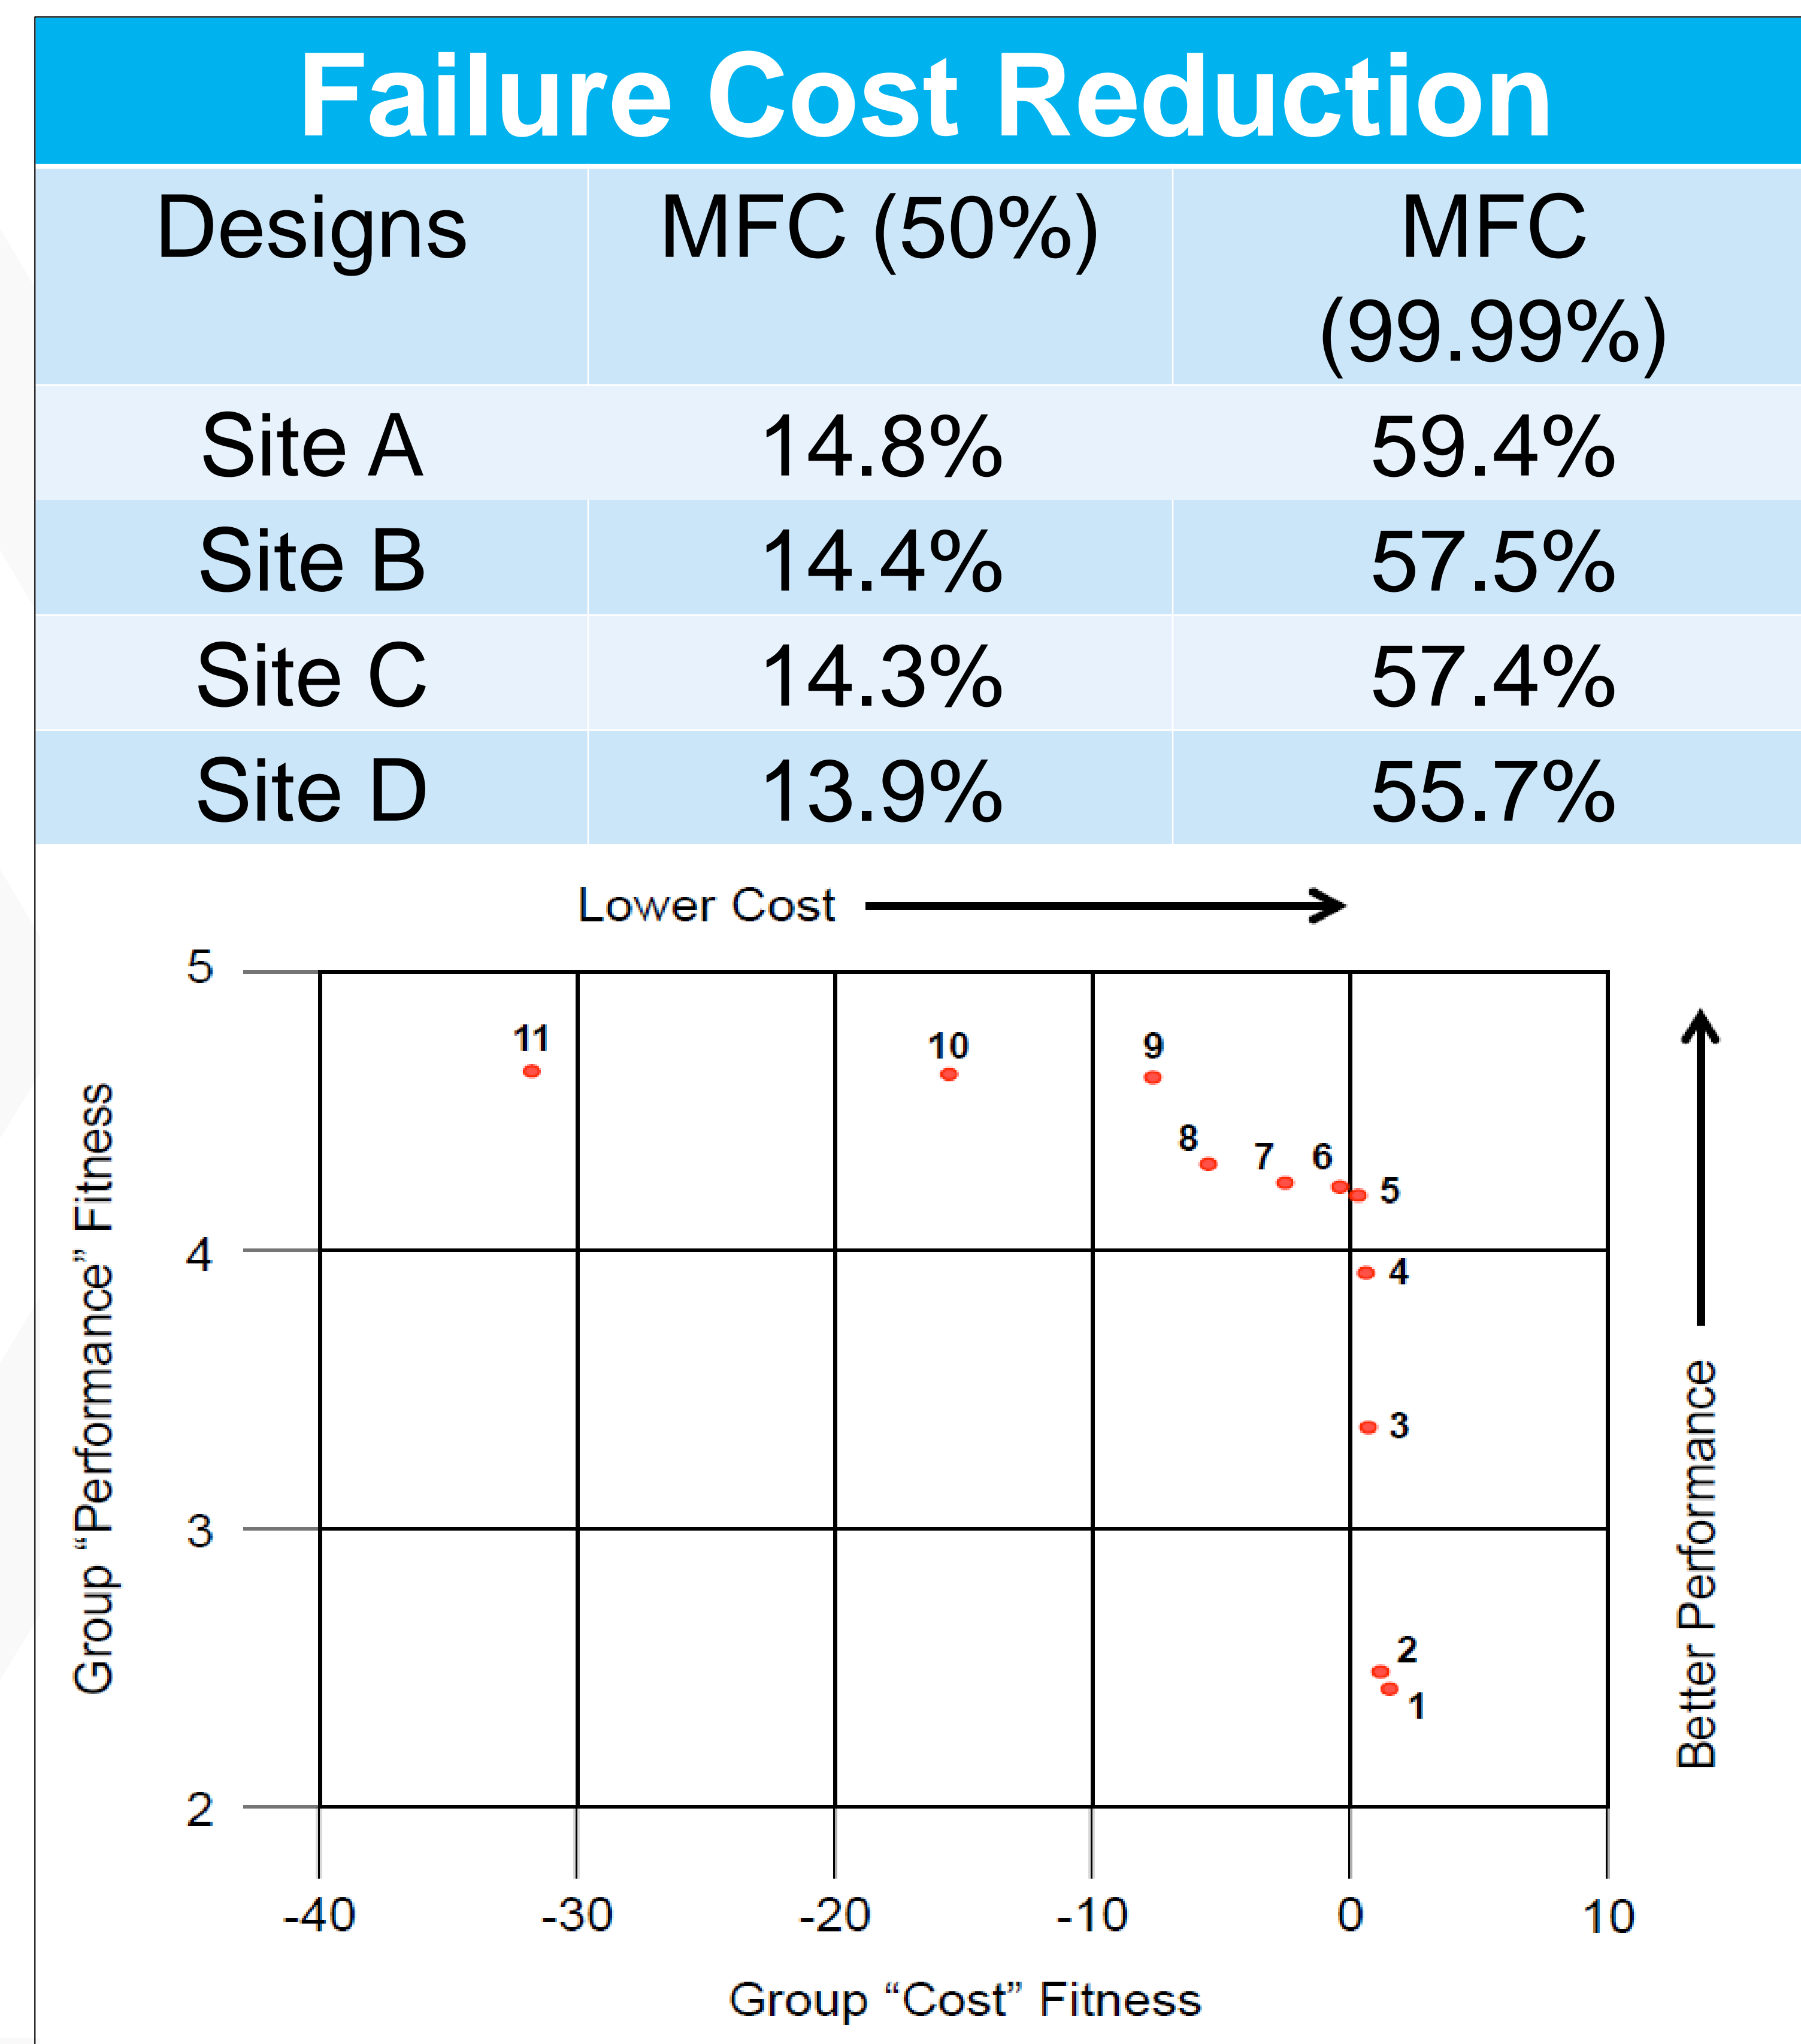 Failure Cost Reduction
Designs MFC (50%) MFC
(99.99%)
Site A 14.8% 59.4%
Site B 14.4% 57.5%
Site C 14.3% 57.4%
Site D 13.9% 55.7%
Lower Cost
5
11 10 9
8 7 6 5
4
4
3
3
2
1
2
-40 -30 -20 -10 0 10
Group “Cost” Fitness
Group “Performance” Fitness
Better Performance